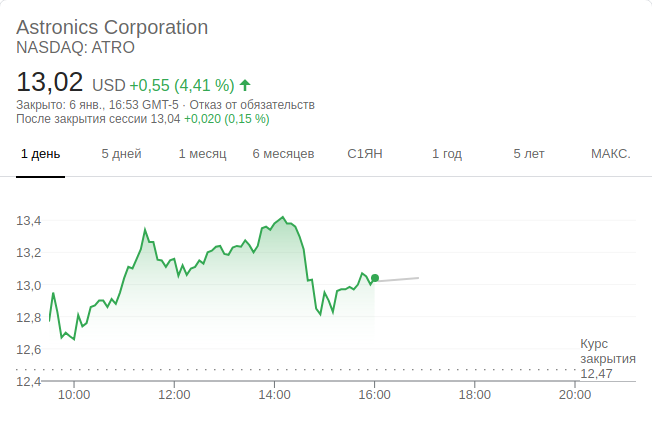 Astronics Corporation
NASDAQ: ATRO
13,02 USD +0,55 (4,41 %)
Закрыто: 6 янв., 16:53 GMT-5 · Отказ от обязательств
После закрытия сессии 13,04 +0,020 (0,15 %)
1 день 5 дней 1 месяц 6 месяцев С1ЯН 1 год 5 лет МАКС.
13,4
13,2
13,0
12,8
12,6
Курс
закрытия
12,47
12,4
10:00 12:00 14:00 16:00 18:00 20:00